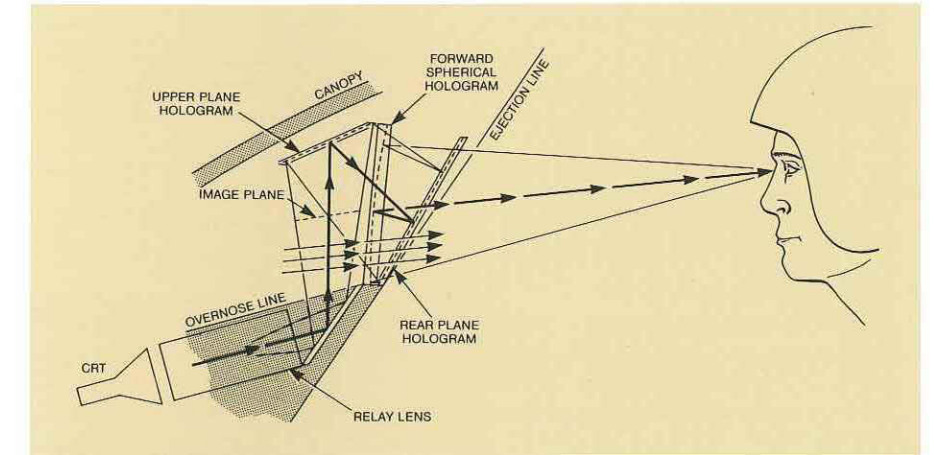 FORWARD
SPHERICAL
HOLOGRAM
EJECTION LINE
CANOPY
UPPER PLANE
HOLOGRAM
IMAGE PLANE
OVERNOSE LINE
REAR PLANE
HOLOGRAM
CRT
RELAY LENS